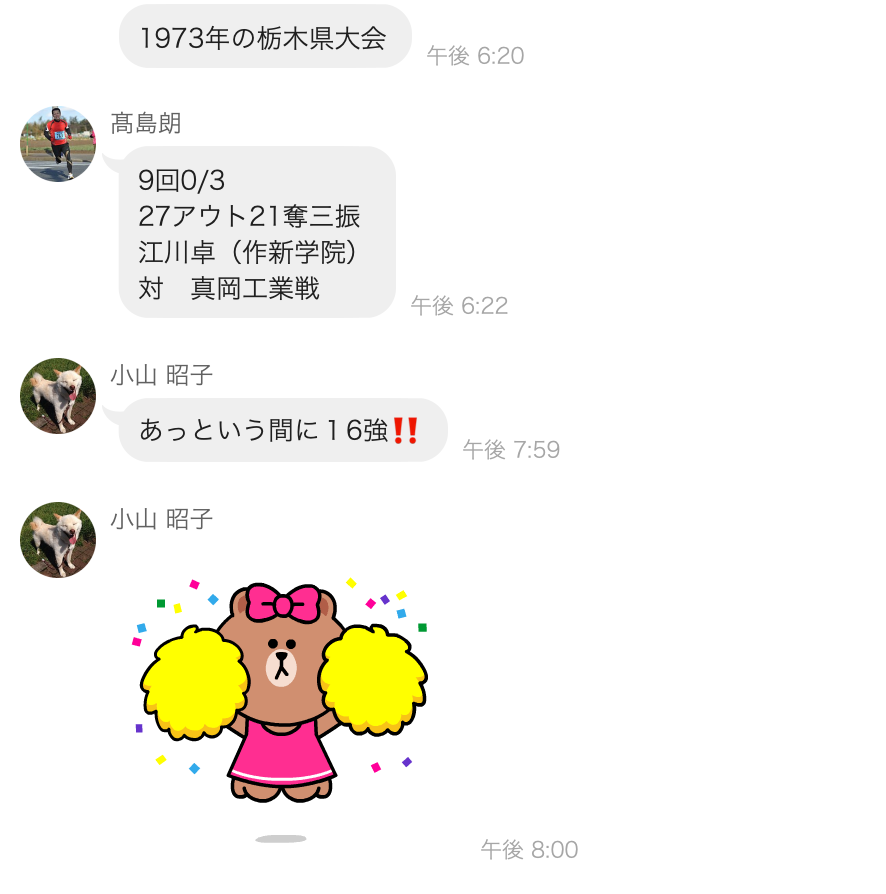 1973年の栃木県大会
午後 6:20
髙島朗
9回0/3
27アウト21奪三振
江川卓（作新学院）
対　真岡工業戦
午後 6:22
小山 昭子
あっという間に１6強‼️
午後 7:59
小山 昭子
午後 8:00